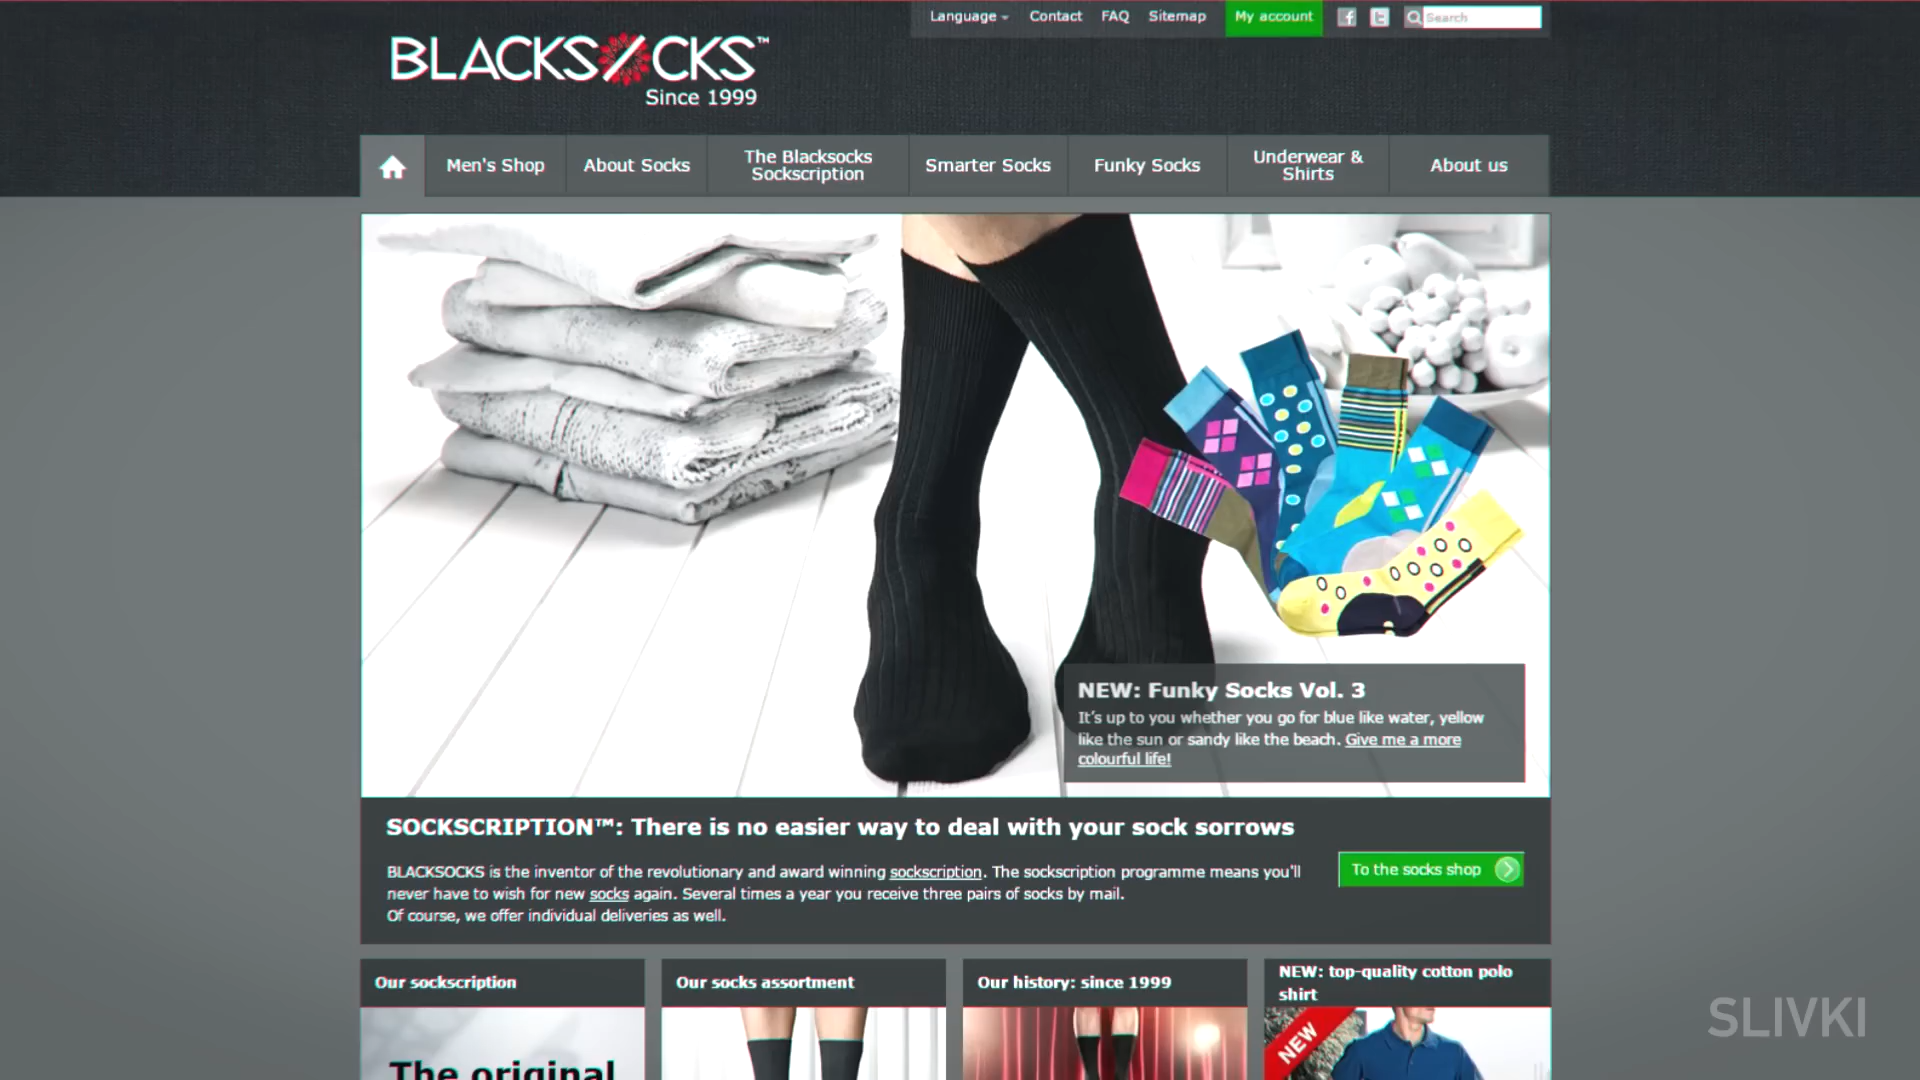 Language
Contact
FAQ
Sitemap
My account
Search
BLACKSOCKS™
Since 1999
Men's Shop
About Socks
The Blacksocks
Sockscription
Smarter Socks
Funky Socks
Underwear &
Shirts
About us
NEW: Funky Socks Vol. 3
It's up to you whether you go for blue like water, yellow
like the sun or sandy like the beach. Give me a more
colourful life!
SOCKSCRIPTION™: There is no easier way to deal with your sock sorrows
BLACKSOCKS is the inventor of the revolutionary and award winning sockscription. The sockscription programme means you'll
never have to wish for new socks again. Several times a year you receive three pairs of socks by mail.
Of course, we offer individual deliveries as well.
To the socks shop
Our sockscription
Our socks assortment
Our history: since 1999
NEW: top-quality cotton polo
shirt
The original
NEW
SLIVKI